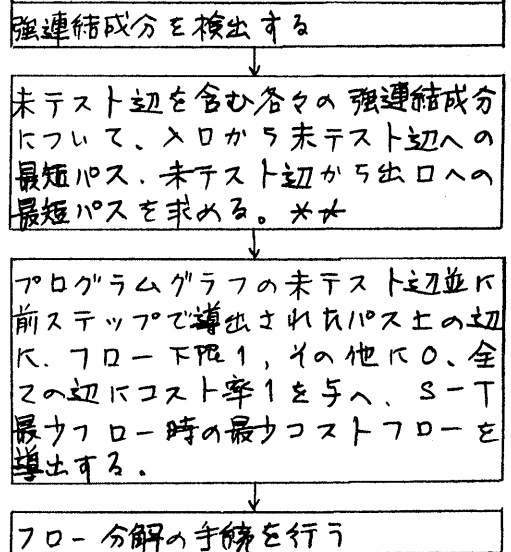 強連結成分を検出する
未テスト辺を含む各々の強連結成分
について、入口から未テスト辺への
最短パス、未テスト辺から出口への
最短パスを求める。**
プログラムグラフの未テスト辺並に
前ステップで導出されたパス上の辺
に、フロー下限1,その他に0、全
ての辺にコスト率1を与へ、S-T
最少フロー時の最少コストフローを
導出する.
フロー分解の手続を行う